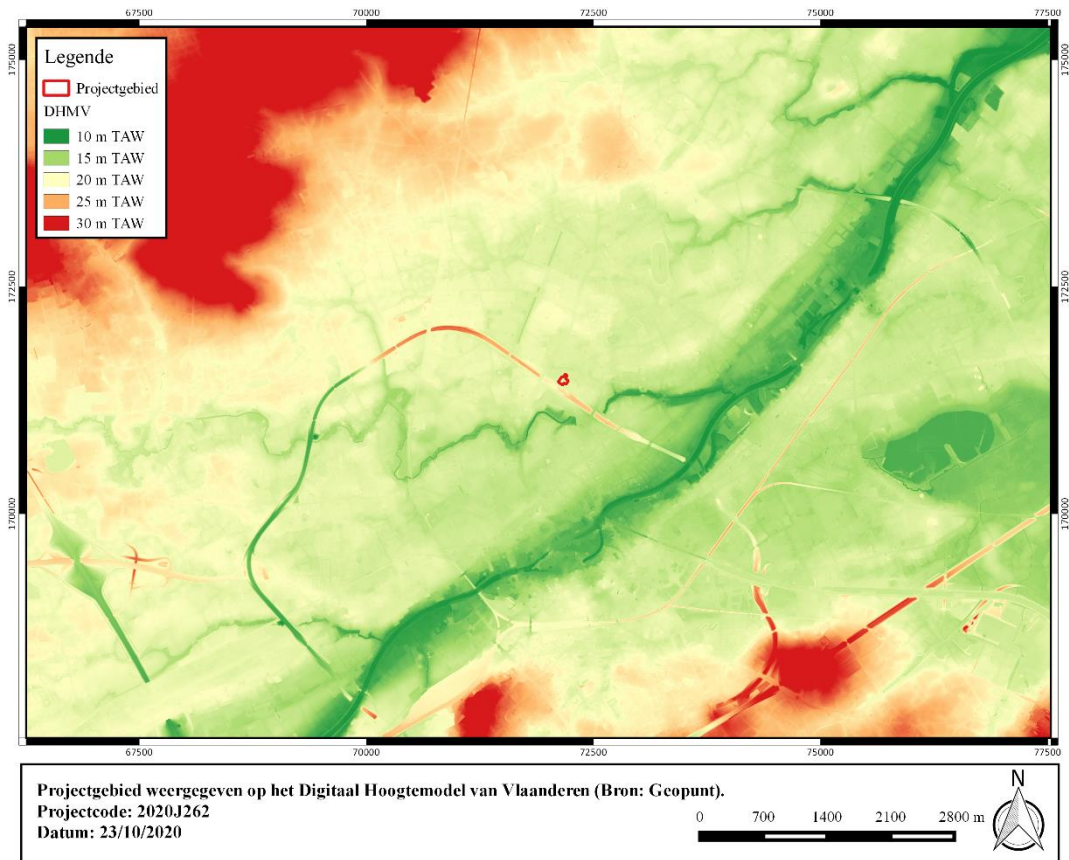 67500 70000 72500 75000 77500
175000 175000
Legende
Projectgebied
DHMV
10 m TAW
15 m TAW
20 m TAW
25 m TAW
30 m TAW
172500 172500
170000 170000
67500 70000 72500 75000 77500
Projectgebied weergegeven op het Digitaal Hoogtemodel van Vlaanderen (Bron: Geopunt).
Projectcode: 2020J262
Datum: 23/10/2020
0 700 1400 2100 2800 m
N